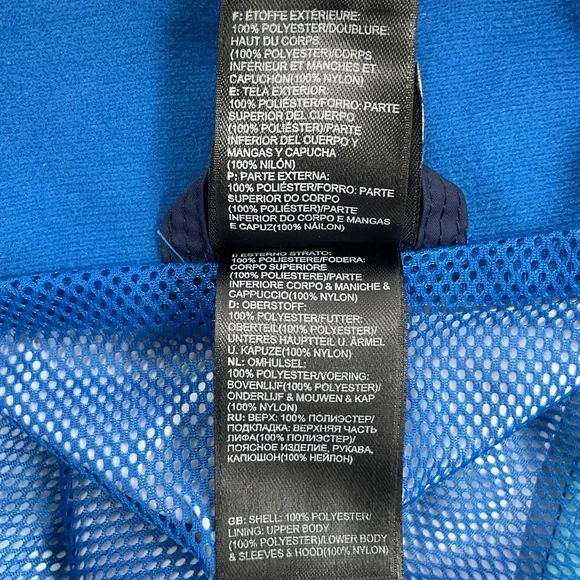 F: ÉTOFFE EXTÉRIEURE:
100% POLYESTER/DOUBLURE:
HAUT DU CORPS
(100% POLYESTER)/CORPS
INFÉRIEUR ET MANCHES ET
CAPUCHON(100% NYLON)
E: TELA EXTERIOR:
100% POLIÉSTER/FORRO: PARTE
SUPERIOR DEL CUERPO
(100% POLIÉSTER)/PARTE
INFERIOR DEL CUERPO Y
MANGAS Y CAPUCHA
(100% NILÓN)
P: PARTE EXTERNA:
100% POLIÉSTER/FORRO: PARTE
SUPERIOR DO CORPO
(100% POLIÉSTER)/PARTE
INFERIOR DO CORPO E MANGAS
E CAPUZ(100% NÁILON)
I: ESTERNO STRATO:
100% POLIESTERE/FODERA:
CORPO SUPERIORE
(100% POLIESTERE)/PARTE
INFERIORE CORPO & MANICHE &
CAPPUCCIO(100% NYLON)
D: OBERSTOFF:
100% POLYESTER/FUTTER:
OBERTEIL(100% POLYESTER)/
UNTERES HAUPTTEIL U. ÄRMEL
U. KAPUZE(100% NYLON)
NL: OMHULSEL:
100% POLYESTER/VOERING:
BOVENLIJF(100% POLYESTER)/
ONDERLIJF & MOUWEN & KAP
(100% NYLON)
RU: ВЕРХ: 100% ПОЛИЭСТЕР/
ПОДКЛАДКА: ВЕРХНЯЯ ЧАСТЬ
ЛИФА(100% ПОЛИЭСТЕР)/
ПОЯСНОЕ ИЗДЕЛИЕ, РУКАВА,
КАПЮШОН(100% НЕЙЛОН)
GB: SHELL: 100% POLYESTER/
LINING: UPPER BODY
(100% POLYESTER)/LOWER BODY
& SLEEVES & HOOD(100% NYLON)